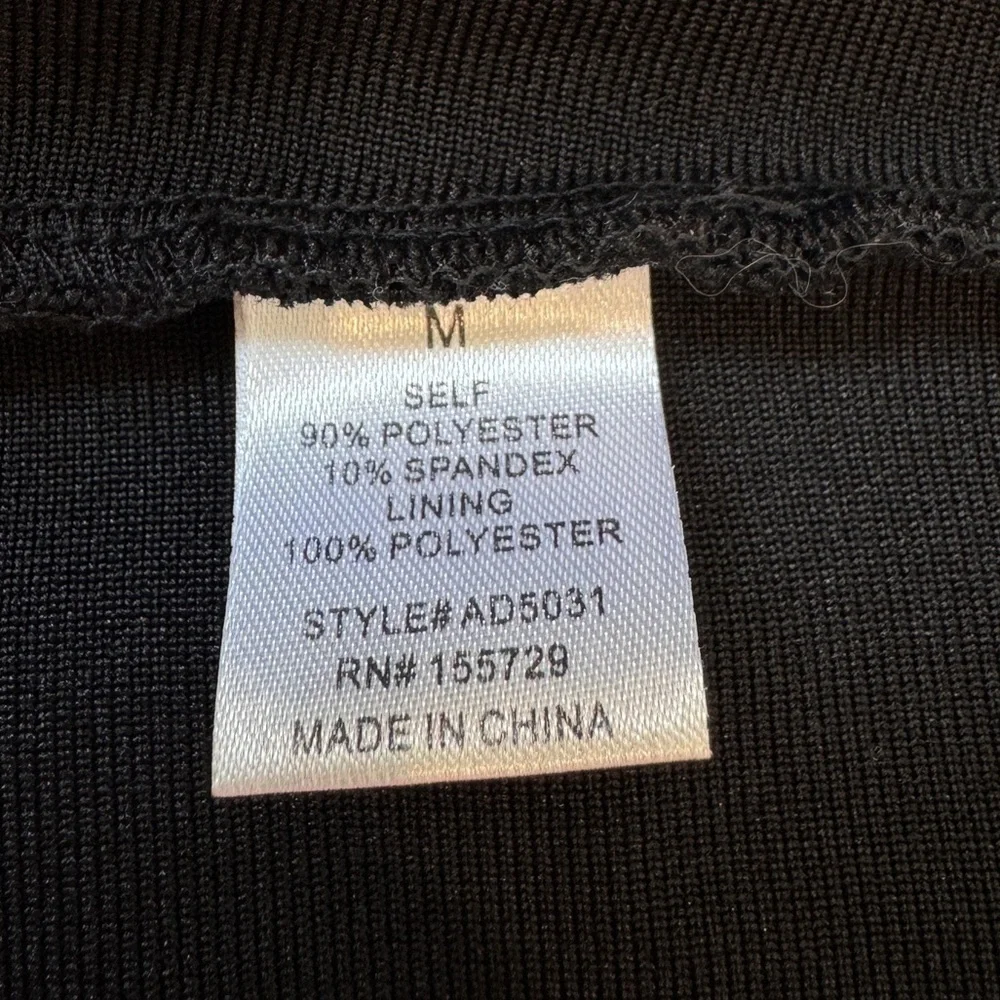 M
SELF
90% POLYESTER
10% SPANDEX
LINING
100% POLYESTER
STYLE# AD5031
RN# 155729
MADE IN CHINA